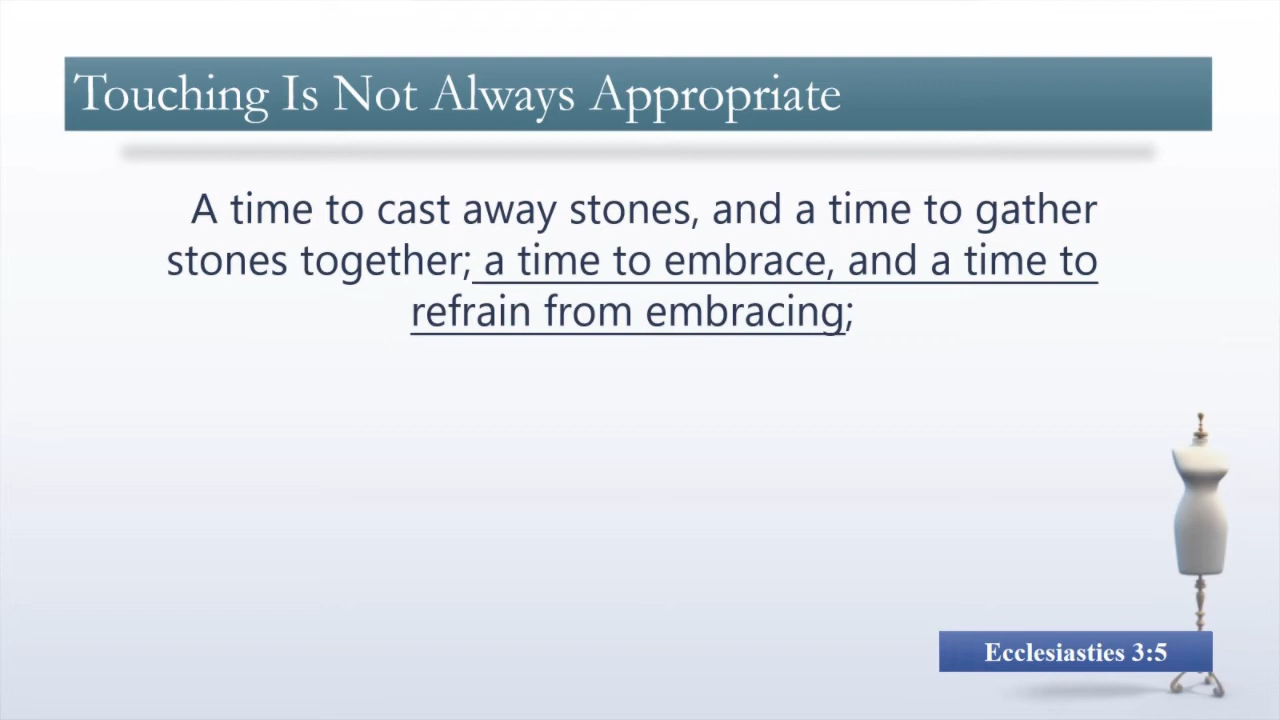 Touching Is Not Always Appropriate
A time to cast away stones, and a time to gather
stones together; a time to embrace, and a time to
refrain from embracing;
Ecclesiasties 3:5